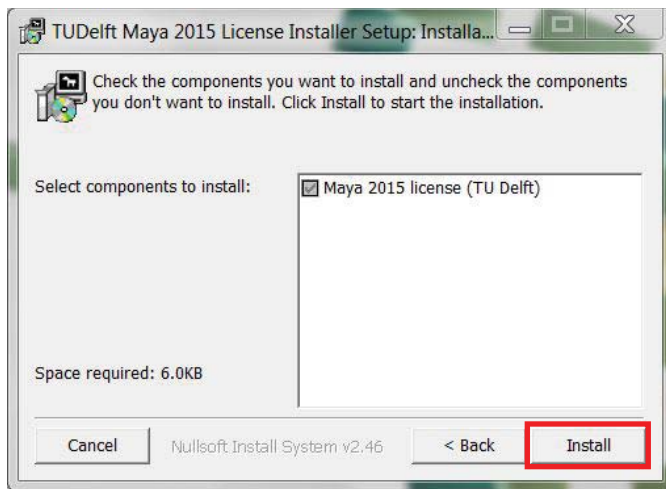 TUDelft Maya 2015 License Installer Setup: Installa...
Check the components you want to install and uncheck the components
you don't want to install. Click Install to start the installation.
Select components to install:
Maya 2015 license (TU Delft)
Space required: 6.0KB
Cancel
Nullsoft Install System v2.46
< Back
Install